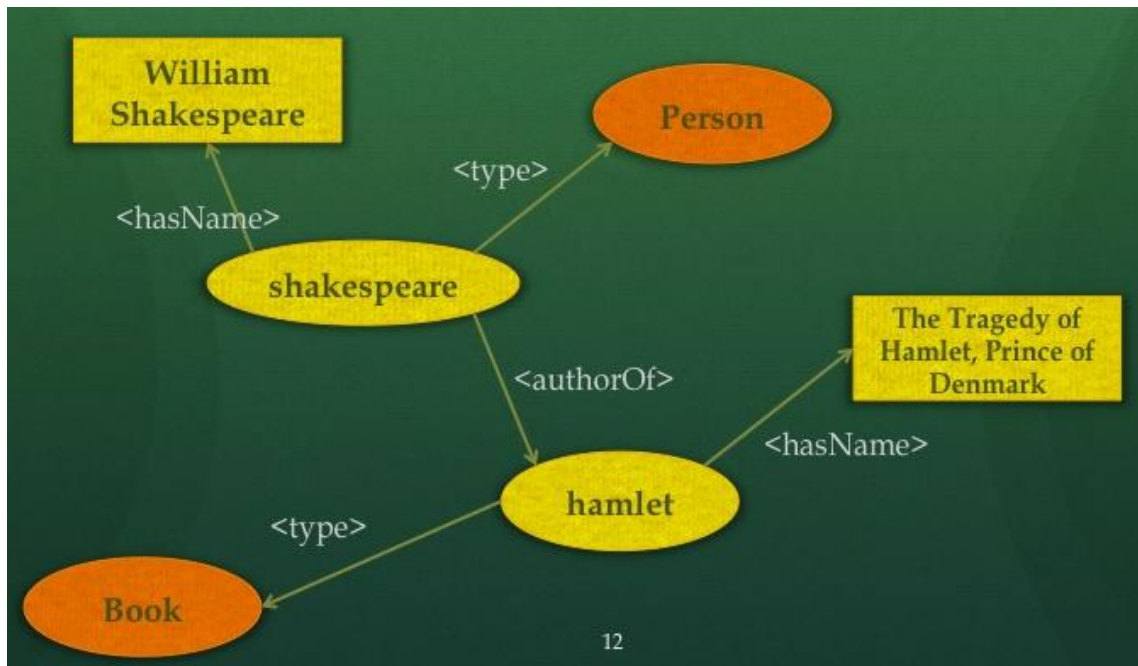 William
Shakespeare
Person
<type>
<hasName>
shakespeare
The Tragedy of
Hamlet, Prince of
Denmark
<authorOf>
<hasName>
hamlet
<type>
Book
12